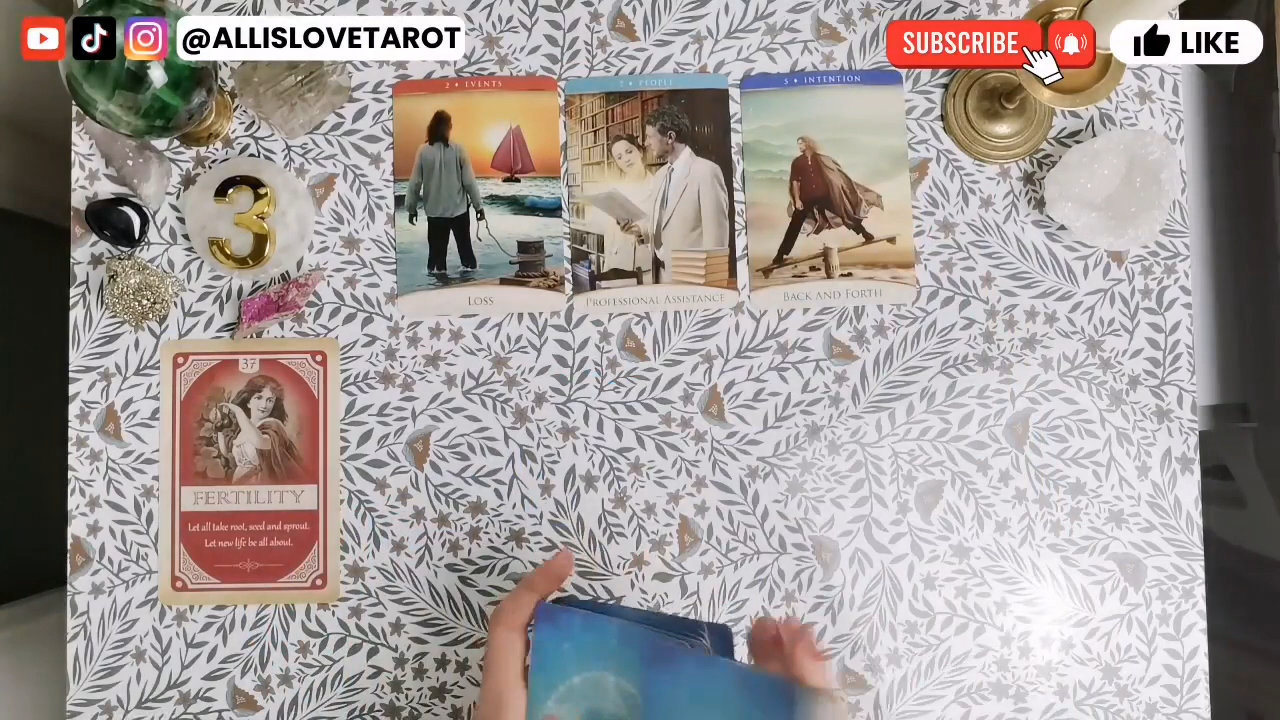 @ALLISLOVETAROT
SUBSCRIBE
LIKE
2 • EVENTS
7 • PEOPLE
5 • INTENTION
3
LOSS
PROFESSIONAL ASSISTANCE
BACK AND FORTH
37
FERTILITY
Let all take root, seed and sprout.
Let new life be all about.